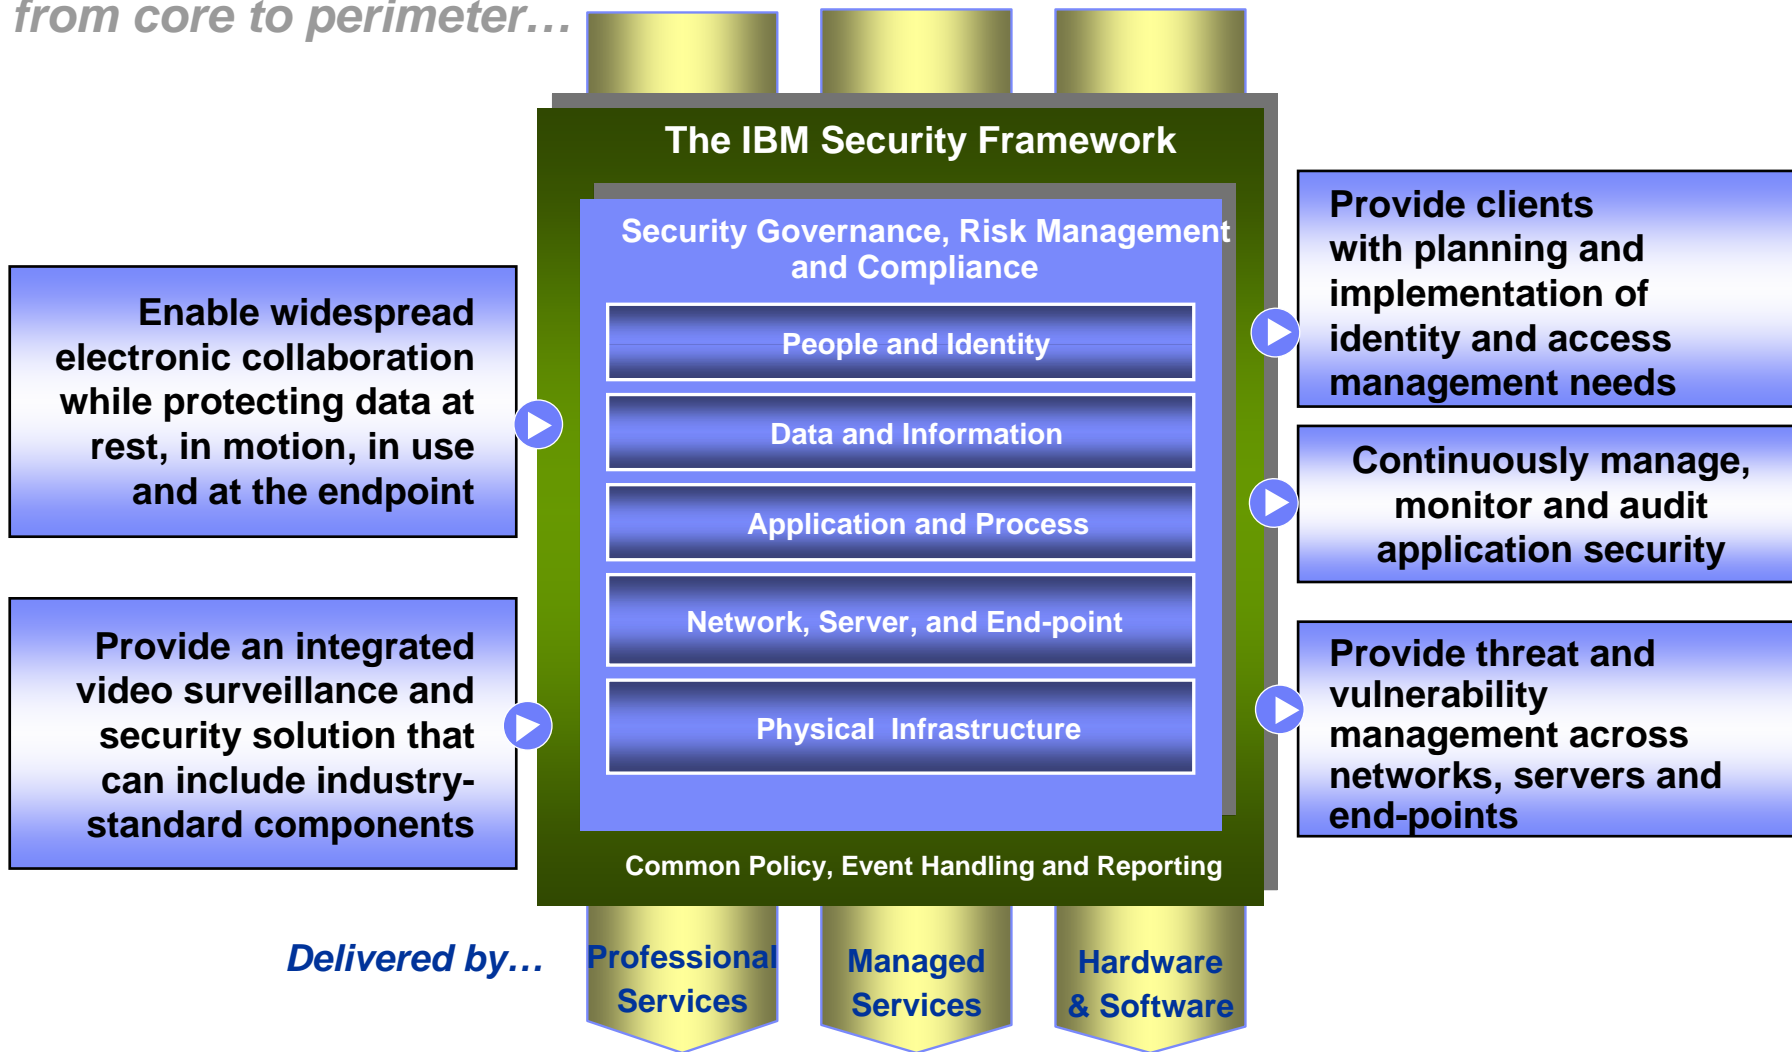 from core to perimeter…
The IBM Security Framework
Security Governance, Risk Management
and Compliance
People and Identity
Data and Information
Application and Process
Network, Server, and End-point
Physical Infrastructure
Common Policy, Event Handling and Reporting
Enable widespread
electronic collaboration
while protecting data at
rest, in motion, in use
and at the endpoint
Provide an integrated
video surveillance and
security solution that
can include industry-
standard components
Provide clients
with planning and
implementation of
identity and access
management needs
Continuously manage,
monitor and audit
application security
Provide threat and
vulnerability
management across
networks, servers and
end-points
Delivered by…
Professional
Services
Managed
Services
Hardware
& Software